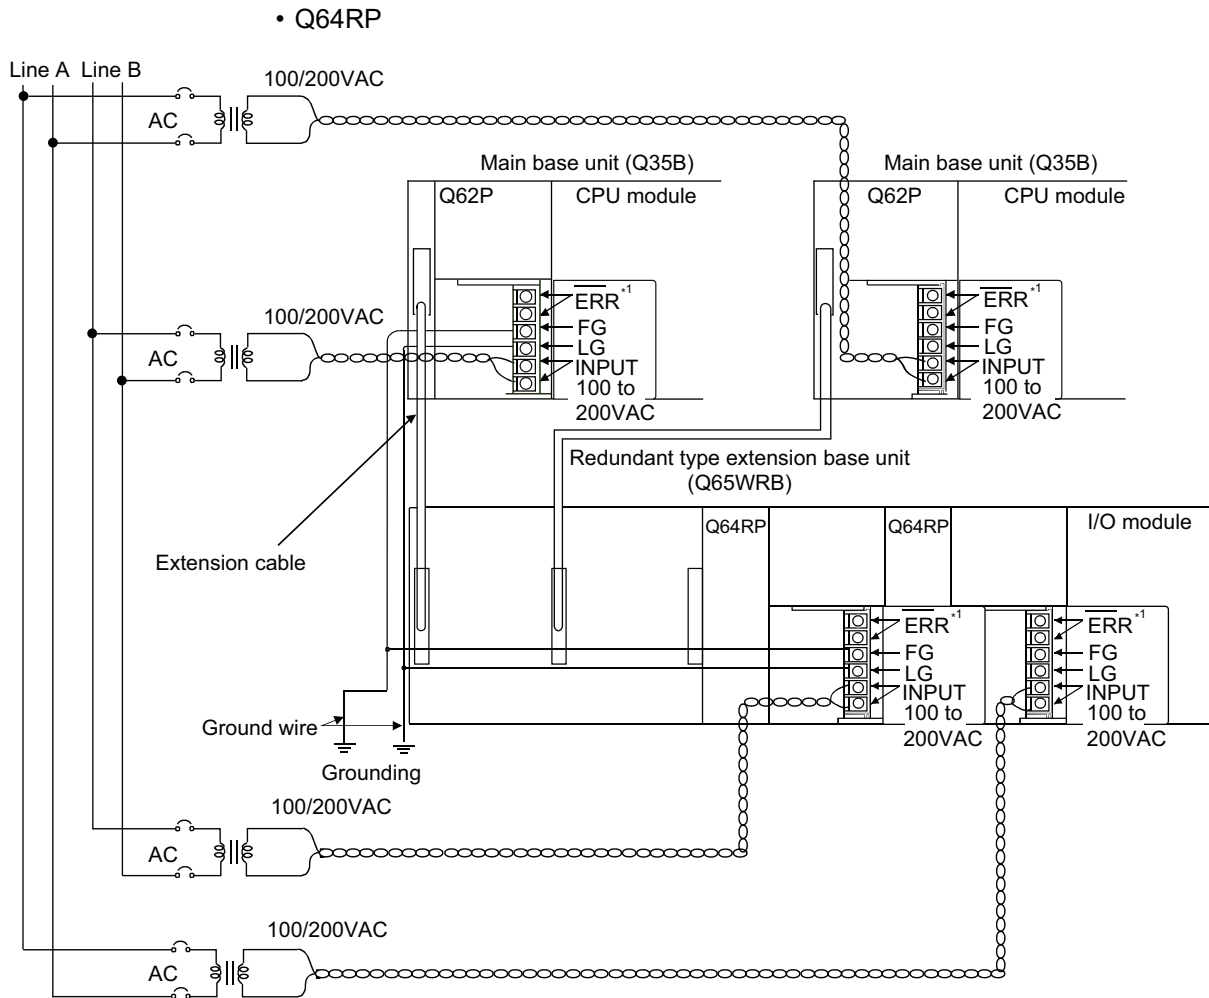 • Q64RP
Line A Line B
100/200VAC
AC
Main base unit (Q35B)
Main base unit (Q35B)
Q62P
CPU module
Q62P
CPU module
100/200VAC
AC
ERR*1
FG
LG
INPUT
100 to
200VAC
ERR*1
FG
LG
INPUT
100 to
200VAC
Redundant type extension base unit
(Q65WRB)
Extension cable
Q64RP
Q64RP
I/O module
ERR*1
FG
LG
INPUT
100 to
200VAC
ERR*1
FG
LG
INPUT
100 to
200VAC
Ground wire
Grounding
100/200VAC
AC
100/200VAC
AC